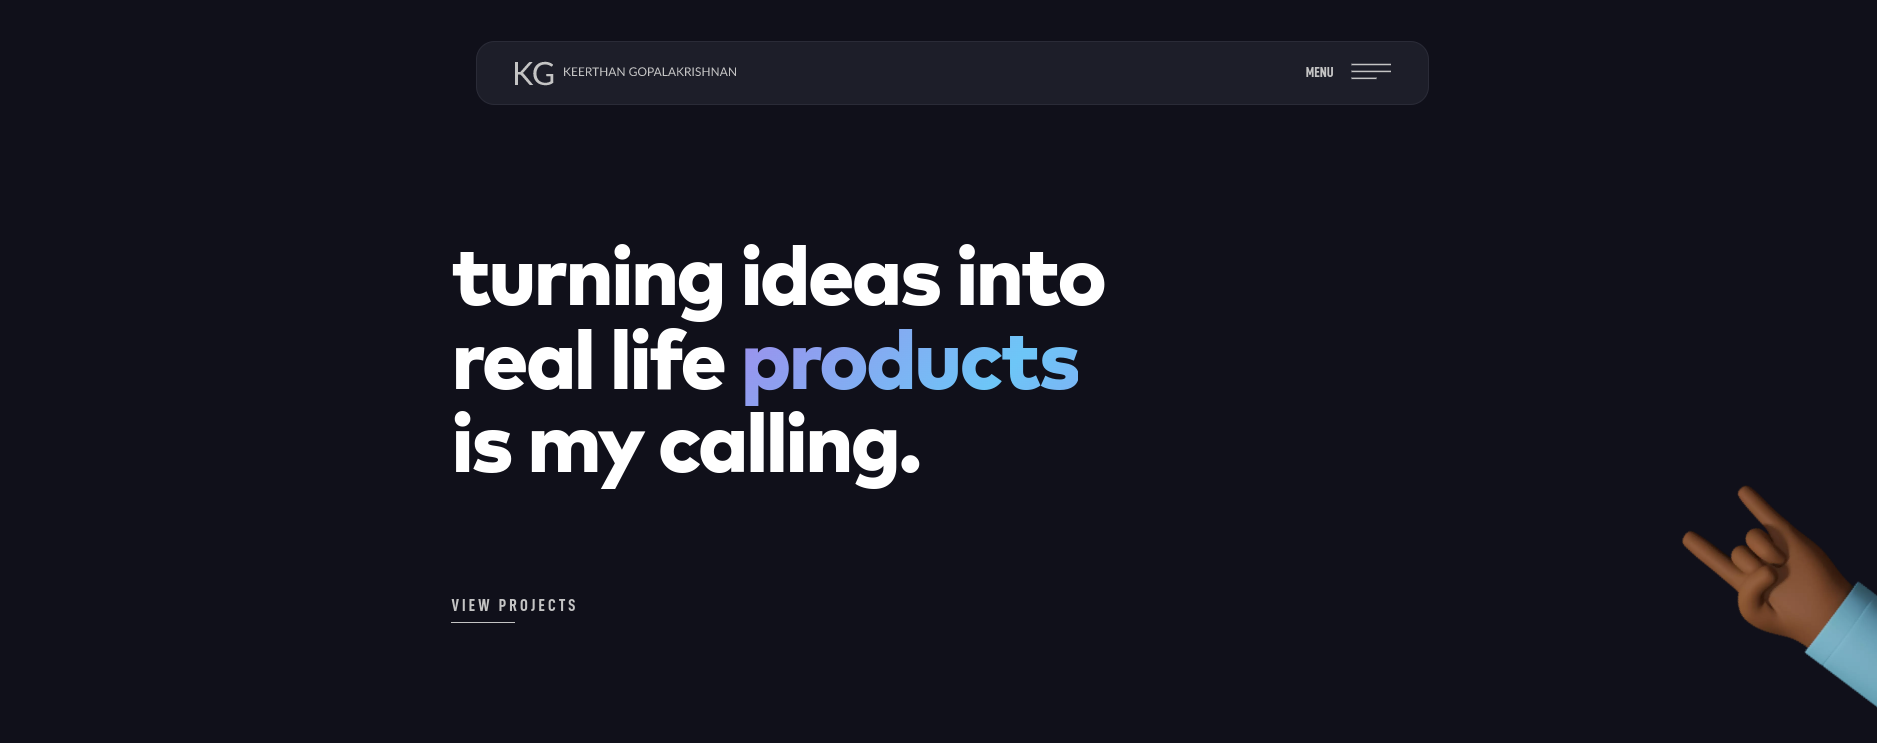 KG KEERTHAN GOPALAKRISHNAN
MENU
turning ideas into
real life products
is my calling.
VIEW PROJECTS